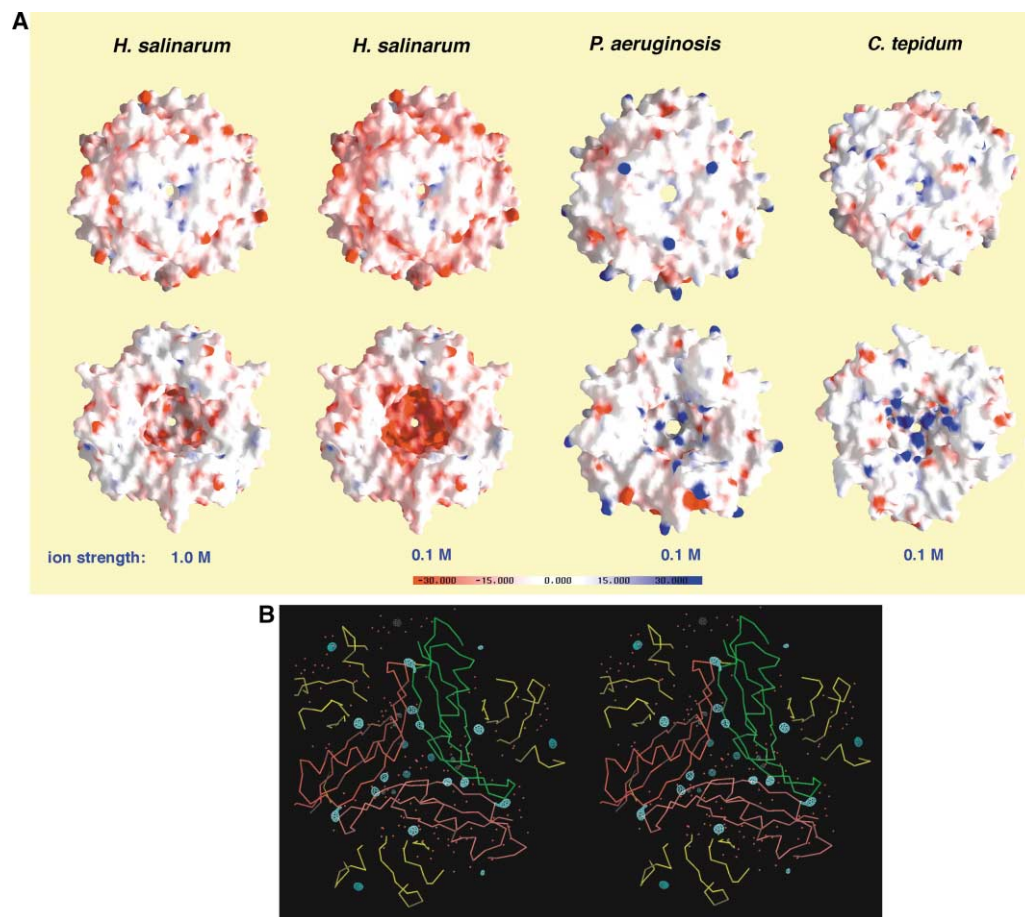 A
H. salinarum H. salinarum P. aeruginosis C. tepidum
ion strength: 1.0 M 0.1 M 0.1 M 0.1 M
-30.000 -15.000 0.000 15.000 30.000
B